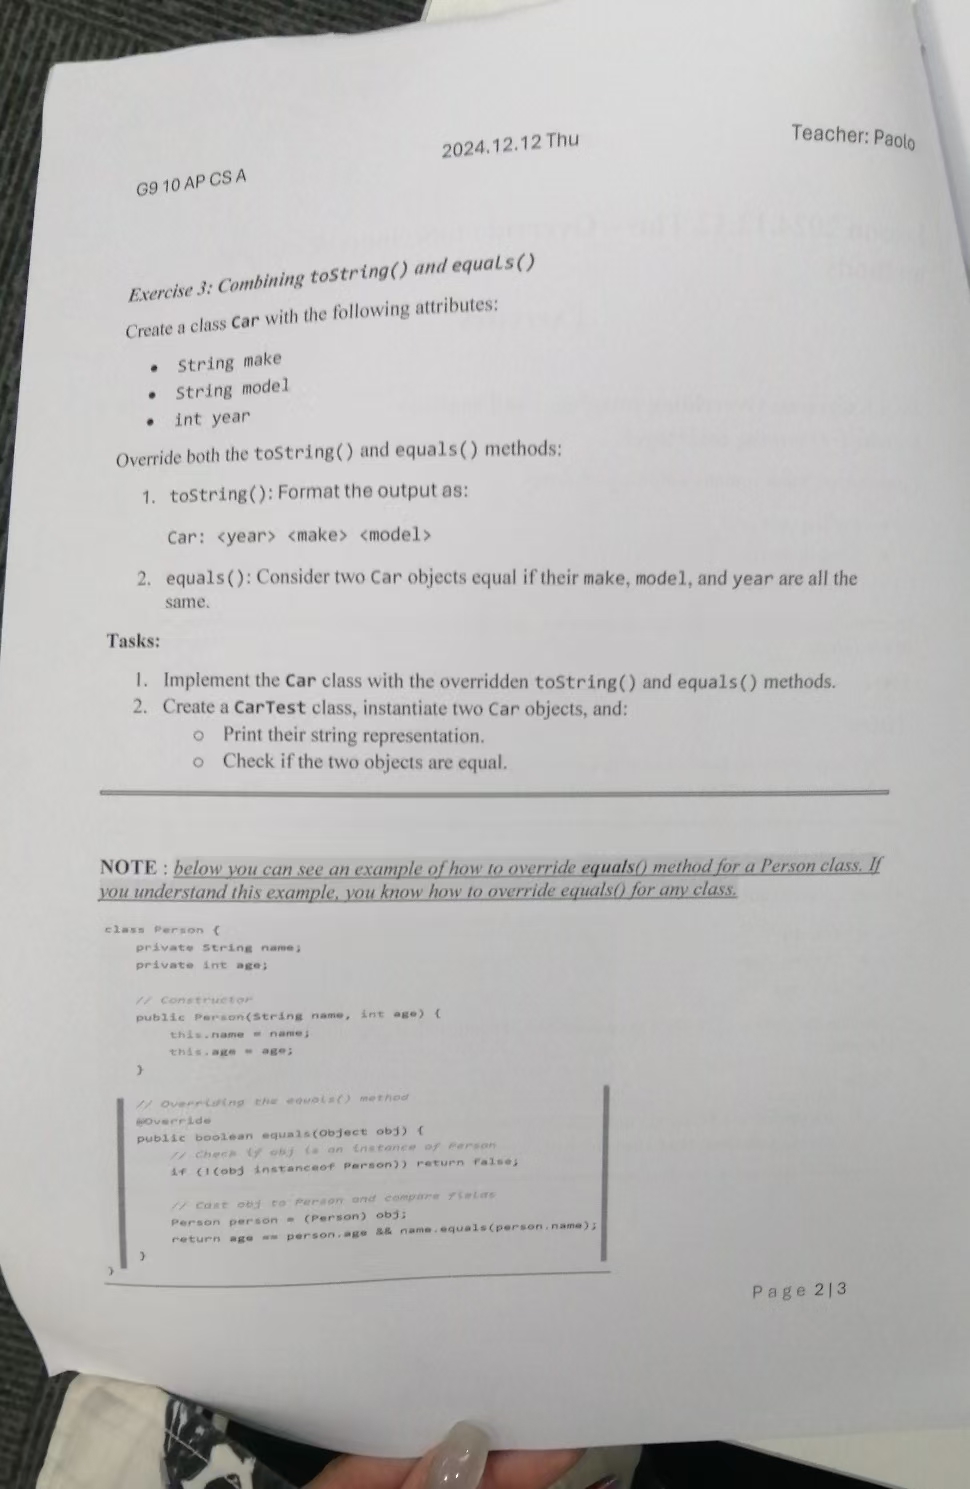 G9 10 AP CS A
2024.12.12 Thu
Teacher: Paolo
Exercise 3: Combining toString() and equals()
Create a class Car with the following attributes:
• String make
• String model
• int year
Override both the toString() and equals() methods:
1. toString(): Format the output as:
Car: <year> <make> <model>
2. equals(): Consider two Car objects equal if their make, model, and year are all the
same.
Tasks:
1. Implement the Car class with the overridden toString() and equals() methods.
2. Create a CarTest class, instantiate two Car objects, and:
o Print their string representation.
o Check if the two objects are equal.
NOTE : below you can see an example of how to override equals() method for a Person class. If
you understand this example, you know how to override equals() for any class.
class Person {
private String name;
private int age;
// Constructor
public Person(String name, int age) {
this.name = name;
this.age = age;
}
// Overriding the equals() method
@Override
public boolean equals(Object obj) {
// Check if obj is an instance of Person
if (!(obj instanceof Person)) return false;
// Cast obj to Person and compare fields
Person person = (Person) obj;
return age == person.age && name.equals(person.name);
}
}
Page 2|3